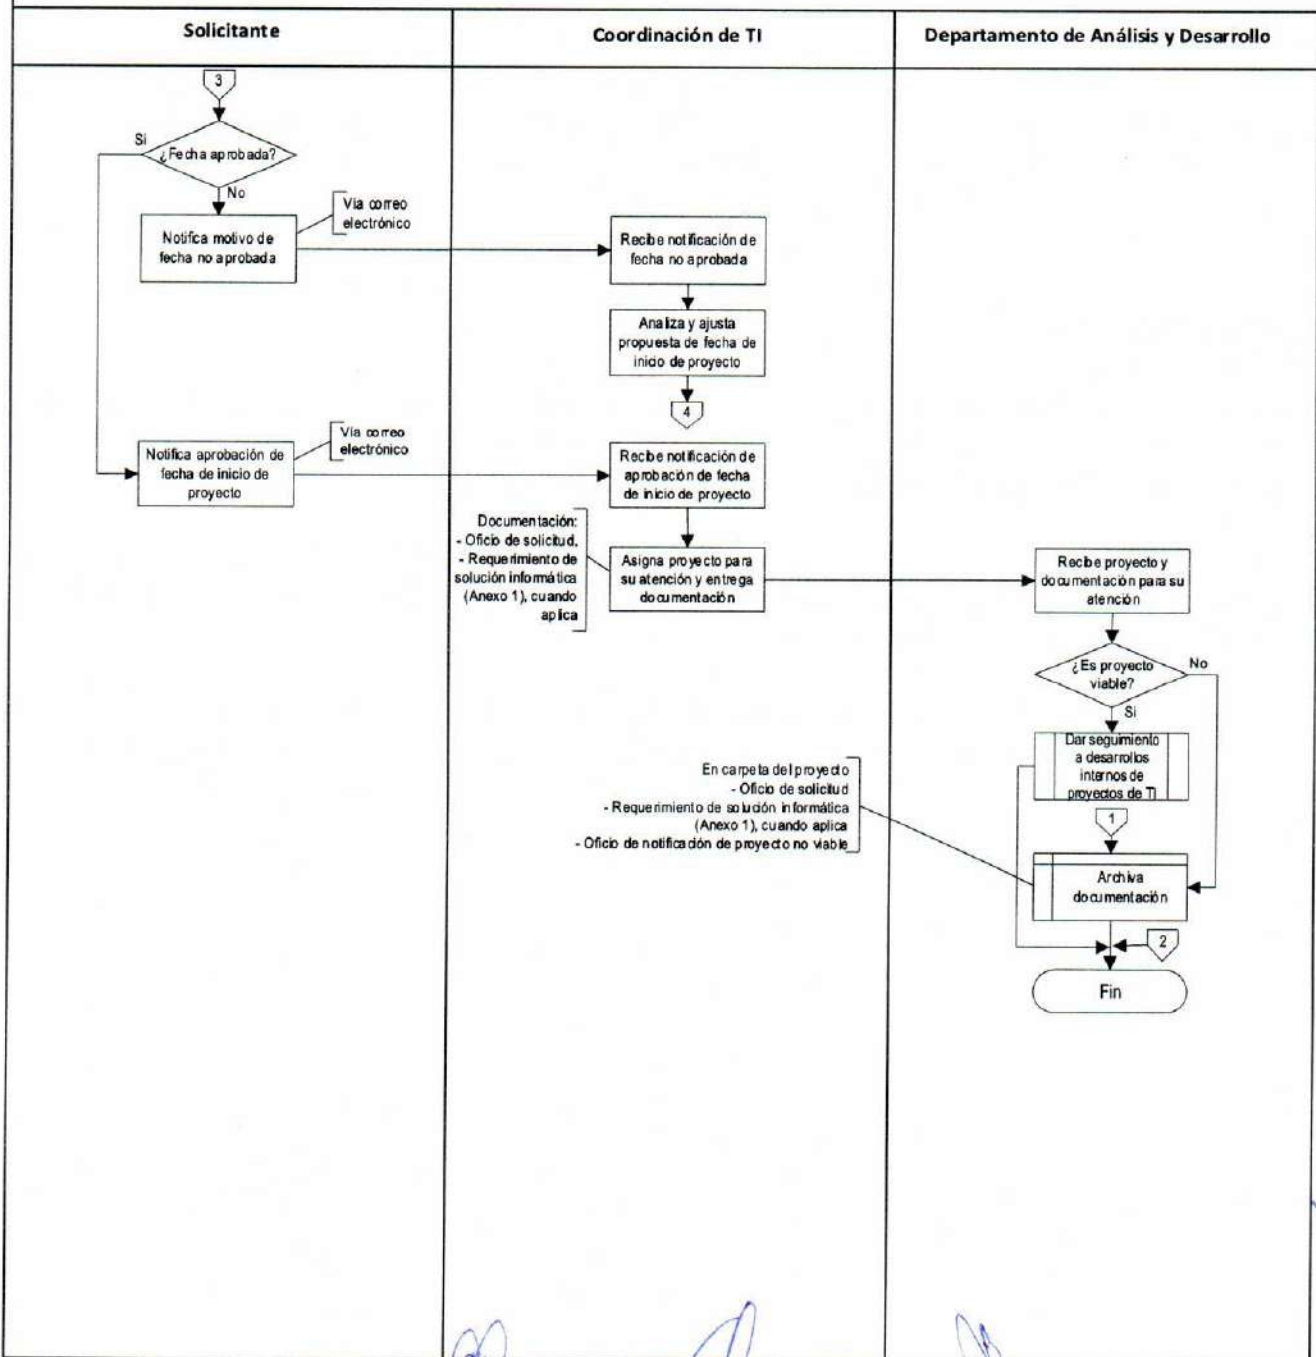 Solicitante
Coordinación de TI
Departamento de Análisis y Desarrollo
3
Si
¿Fecha aprobada?
No
Vía correo
electrónico
Notifica motivo de
fecha no aprobada
Recibe notificación de
fecha no aprobada
Analiza y ajusta
propuesta de fecha de
inicio de proyecto
4
Vía correo
electrónico
Notifica aprobación de
fecha de inicio de
proyecto
Recibe notificación de
aprobación de fecha
de inicio de proyecto
Documentación:
- Oficio de solicitud.
- Requerimiento de
solución informática
(Anexo 1), cuando
aplica
Asigna proyecto para
su atención y entrega
documentación
Recibe proyecto y
documentación para su
atención
¿Es proyecto
viable?
No
Si
Dar seguimiento
a desarrollos
internos de
proyectos de TI
En carpeta del proyecto
- Oficio de solicitud
- Requerimiento de solución informática
(Anexo 1), cuando aplica
- Oficio de notificación de proyecto no viable
1
Archiva
documentación
2
Fin